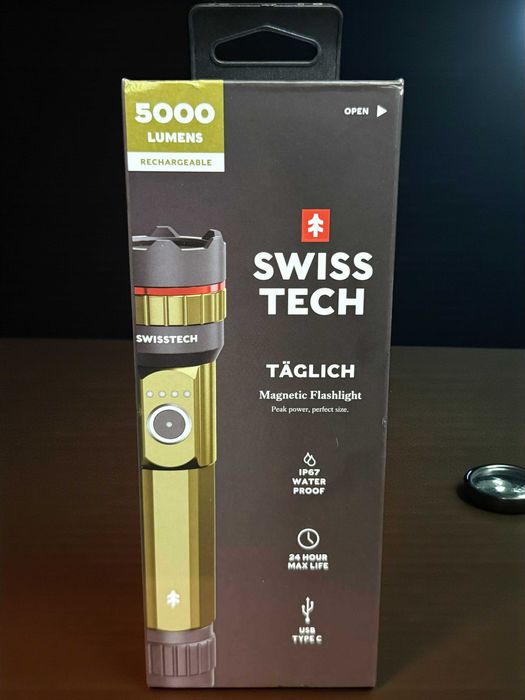 5000
LUMENS
RECHARGEABLE
OPEN
SWISS
TECH
SWISSTECH
TÄGLICH
Magnetic Flashlight
Peak power, perfect size.
IP67
WATER
PROOF
24 HOUR
MAX LIFE
USB
TYPE C